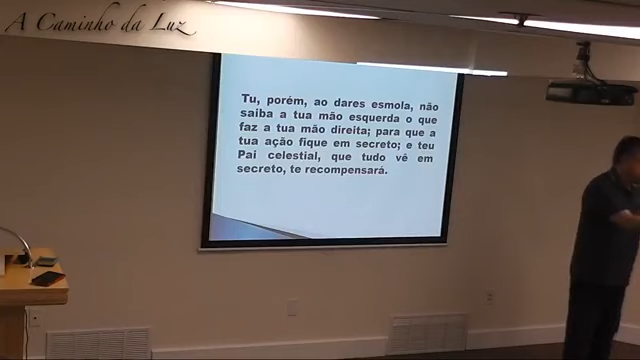 A Caminho da Luz
Tu, porém, ao dares esmola, não
saiba a tua mão esquerda o que
faz a tua mão direita; para que a
tua ação fique em secreto; e teu
Pai celestial, que tudo vê em
secreto, te recompensará.